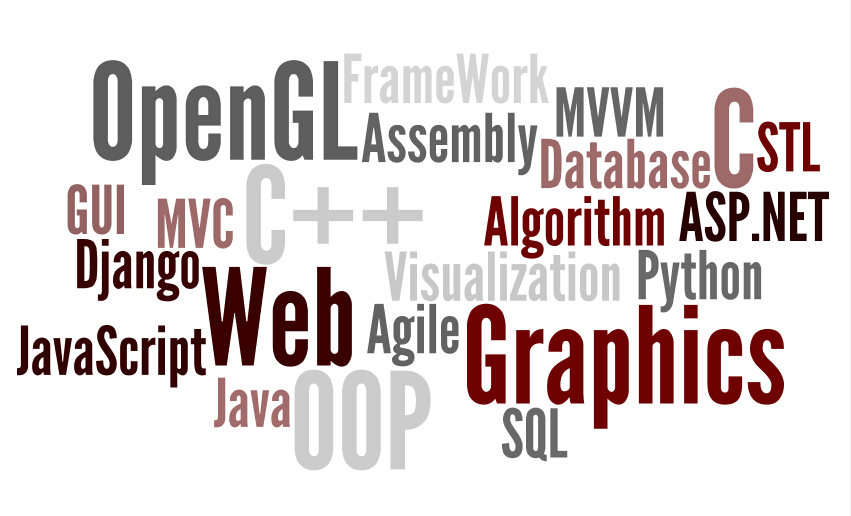 OpenGL
FrameWork
MVVM
C
STL
Assembly
Database
GUI
MVC
C++
Algorithm
ASP.NET
Django
Web
Visualization
Python
JavaScript
Agile
Graphics
Java
OOP
SQL